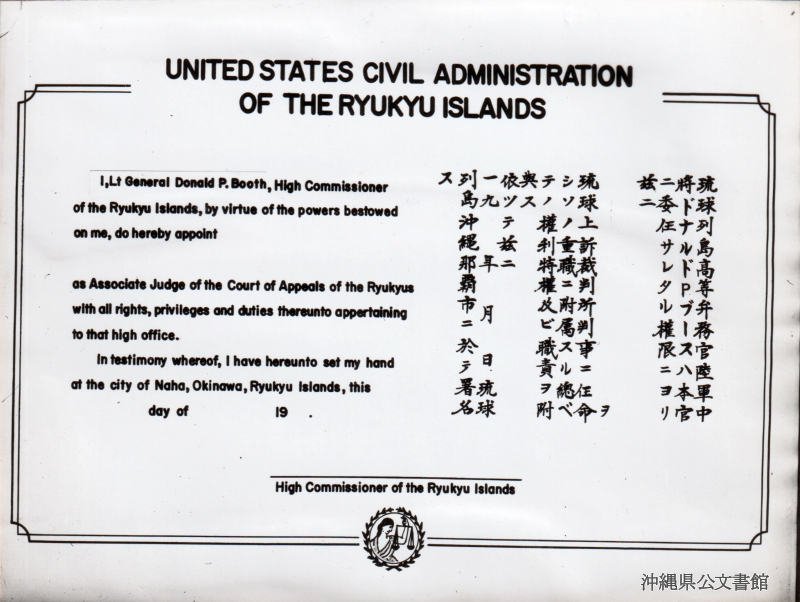 UNITED STATES CIVIL ADMINISTRATION
OF THE RYUKYU ISLANDS
I, Lt General Donald P. Booth, High Commissioner
of the Ryukyu Islands, by virtue of the powers bestowed
on me, do hereby appoint
as Associate Judge of the Court of Appeals of the Ryukyus
with all rights, privileges and duties thereunto appertaining
to that high office.
In testimony whereof, I have hereunto set my hand
at the city of Naha, Okinawa, Ryukyu Islands, this
day of 19 .
琉球列島高等弁務官陸軍中
将ドナルドPブースハ本官
ニ委任サレタル權限ニヨリ
茲ニ
琉球上訴裁判所判事ニ任命ヲ
シソノ重職ニ附属スル總ベ
テノ權利特權及ビ職責ヲ附
與ス
依ツテ茲ニ
一九 年 月 日 琉球
列島沖縄那覇市ニ於テ署名
ス
High Commissioner of the Ryukyu Islands
沖縄県公文書館